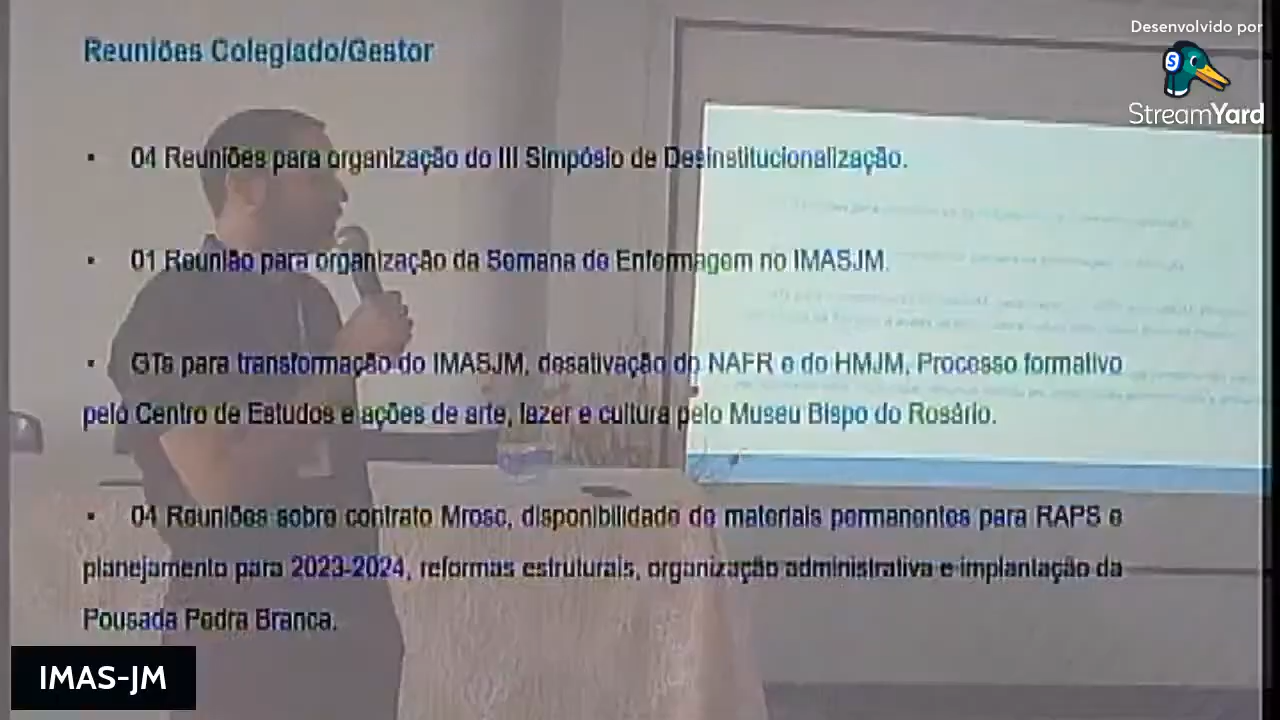 Desenvolvido por
StreamYard
Reuniões Colegiado/Gestor
• 04 Reuniões para organização do III Simpósio de Desinstitucionalização.
• 01 Reunião para organização da Semana de Enfermagem no IMASJM.
• GTs para transformação do IMASJM, desativação do NAFR e do HMJM, Processo formativo
pelo Centro de Estudos e ações de arte, lazer e cultura pelo Museu Bispo do Rosário.
• 04 Reuniões sobre contrato Mrosc, disponibilidade de materiais permanentes para RAPS e
planejamento para 2023-2024, reformas estruturais, organização administrativa e implantação da
Pousada Pedra Branca.
IMAS-JM